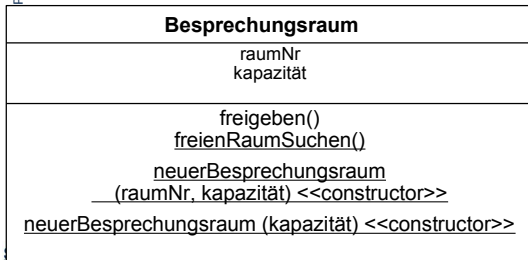 Besprechungsraum
raumNr
kapazität
freigeben()
freienRaumSuchen()
neuerBesprechungsraum
(raumNr, kapazität) <<constructor>>
neuerBesprechungsraum (kapazität) <<constructor>>